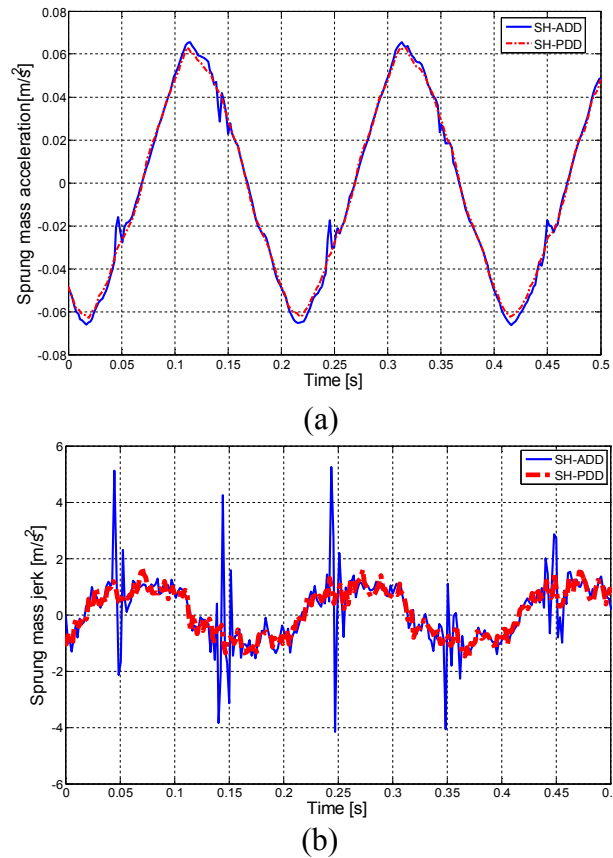 0.08
0.06
0.04
0.02
0
-0.02
-0.04
-0.06
-0.08
Sprung mass acceleration[m/s²]
SH-ADD
SH-PDD
0 0.05 0.1 0.15 0.2 0.25 0.3 0.35 0.4 0.45 0.5
Time [s]
(a)
6
4
2
0
-2
-4
-6
Sprung mass jerk [m/s²]
SH-ADD
SH-PDD
0 0.05 0.1 0.15 0.2 0.25 0.3 0.35 0.4 0.45 0.
Time [s]
(b)